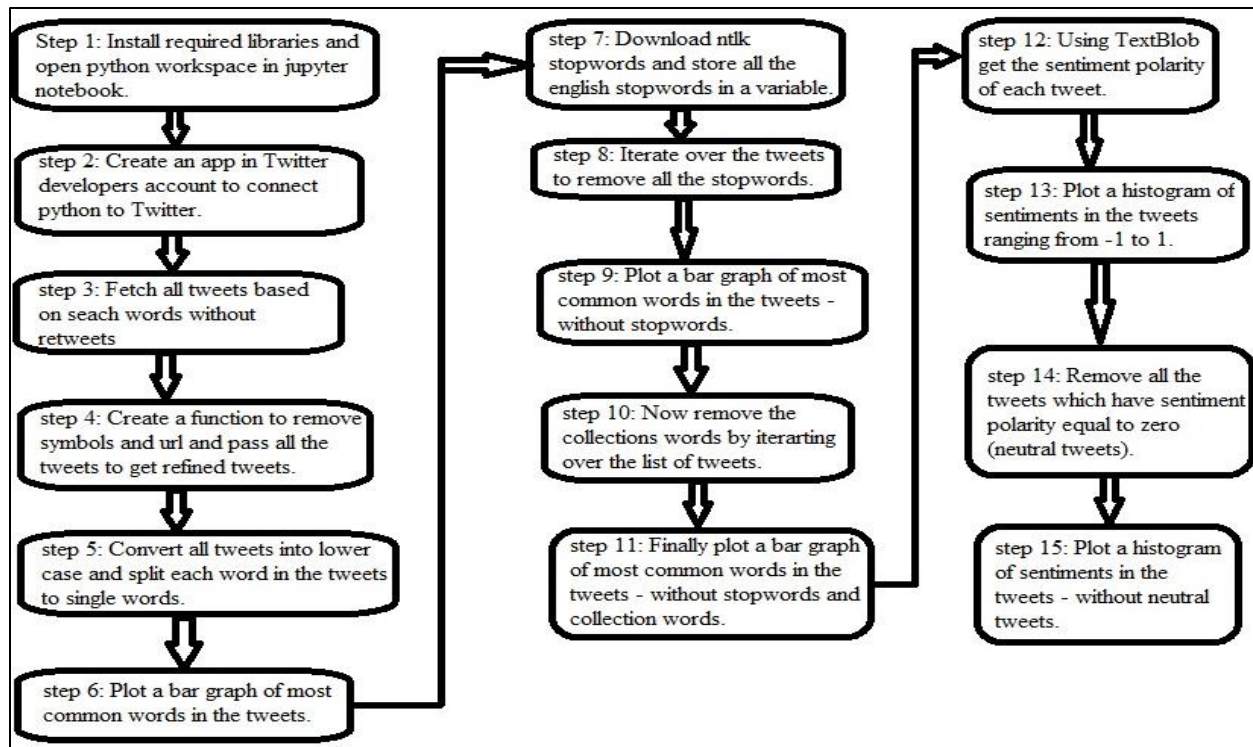 Step 1: Install required libraries and
open python workspace in jupyter
notebook.
step 2: Create an app in Twitter
developers account to connect
python to Twitter.
step 3: Fetch all tweets based
on seach words without
retweets
step 4: Create a function to remove
symbols and url and pass all the
tweets to get refined tweets.
step 5: Convert all tweets into lower
case and split each word in the tweets
to single words.
step 6: Plot a bar graph of most
common words in the tweets.
step 7: Download ntlk
stopwords and store all the
english stopwords in a variable.
step 8: Iterate over the tweets
to remove all the stopwords.
step 9: Plot a bar graph of most
common words in the tweets -
without stopwords.
step 10: Now remove the
collections words by iterarting
over the list of tweets.
step 11: Finally plot a bar graph
of most common words in the
tweets - without stopwords and
collection words.
step 12: Using TextBlob
get the sentiment polarity
of each tweet.
step 13: Plot a histogram of
sentiments in the tweets
ranging from -1 to 1.
step 14: Remove all the
tweets which have sentiment
polarity equal to zero
(neutral tweets).
step 15: Plot a histogram
of sentiments in the
tweets - without neutral
tweets.